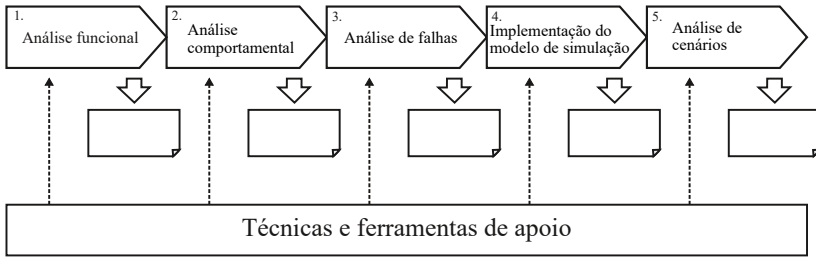 1.
Análise funcional
2.
Análise
comportamental
3.
Análise de falhas
4.
Implementação do
modelo de simulação
5.
Análise de
cenários
Técnicas e ferramentas de apoio